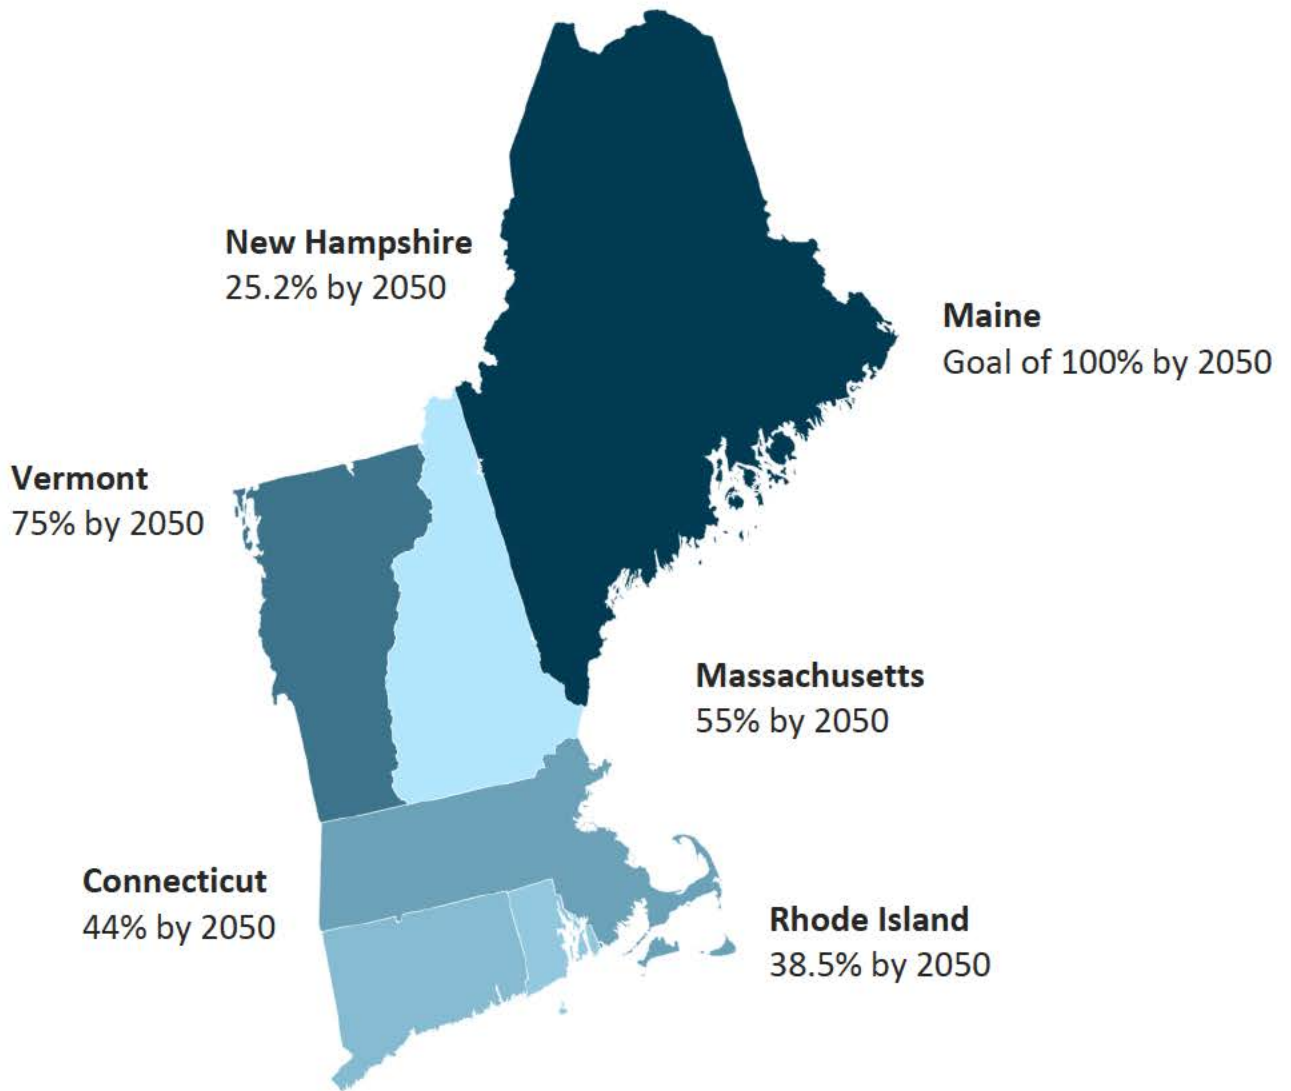 New Hampshire
25.2% by 2050
Maine
Goal of 100% by 2050
Vermont
75% by 2050
Massachusetts
55% by 2050
Connecticut
44% by 2050
Rhode Island
38.5% by 2050